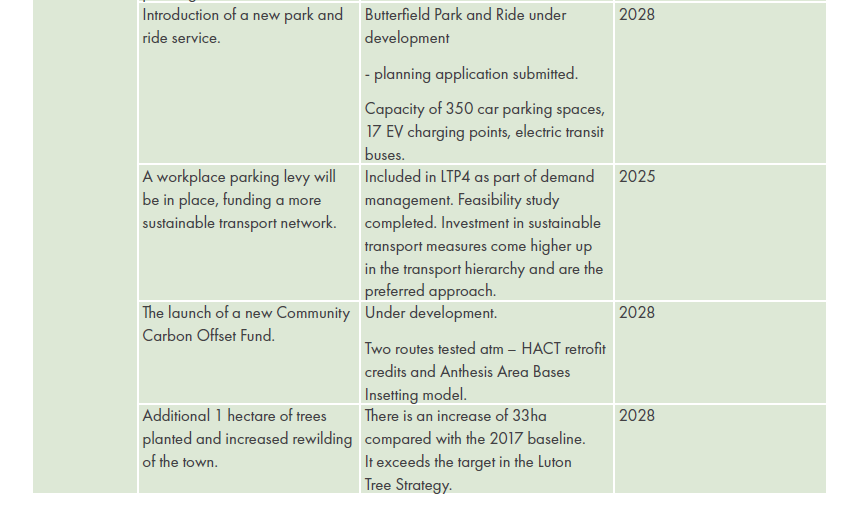 Introduction of a new park and
ride service.
Butterfield Park and Ride under
development
- planning application submitted.
Capacity of 350 car parking spaces,
17 EV charging points, electric transit
buses.
2028
A workplace parking levy will
be in place, funding a more
sustainable transport network.
Included in LTP4 as part of demand
management. Feasibility study
completed. Investment in sustainable
transport measures come higher up
in the transport hierarchy and are the
preferred approach.
2025
The launch of a new Community
Carbon Offset Fund.
Under development.
Two routes tested atm – HACT retrofit
credits and Anthesis Area Bases
Insetting model.
2028
Additional 1 hectare of trees
planted and increased rewilding
of the town.
There is an increase of 33ha
compared with the 2017 baseline.
It exceeds the target in the Luton
Tree Strategy.
2028